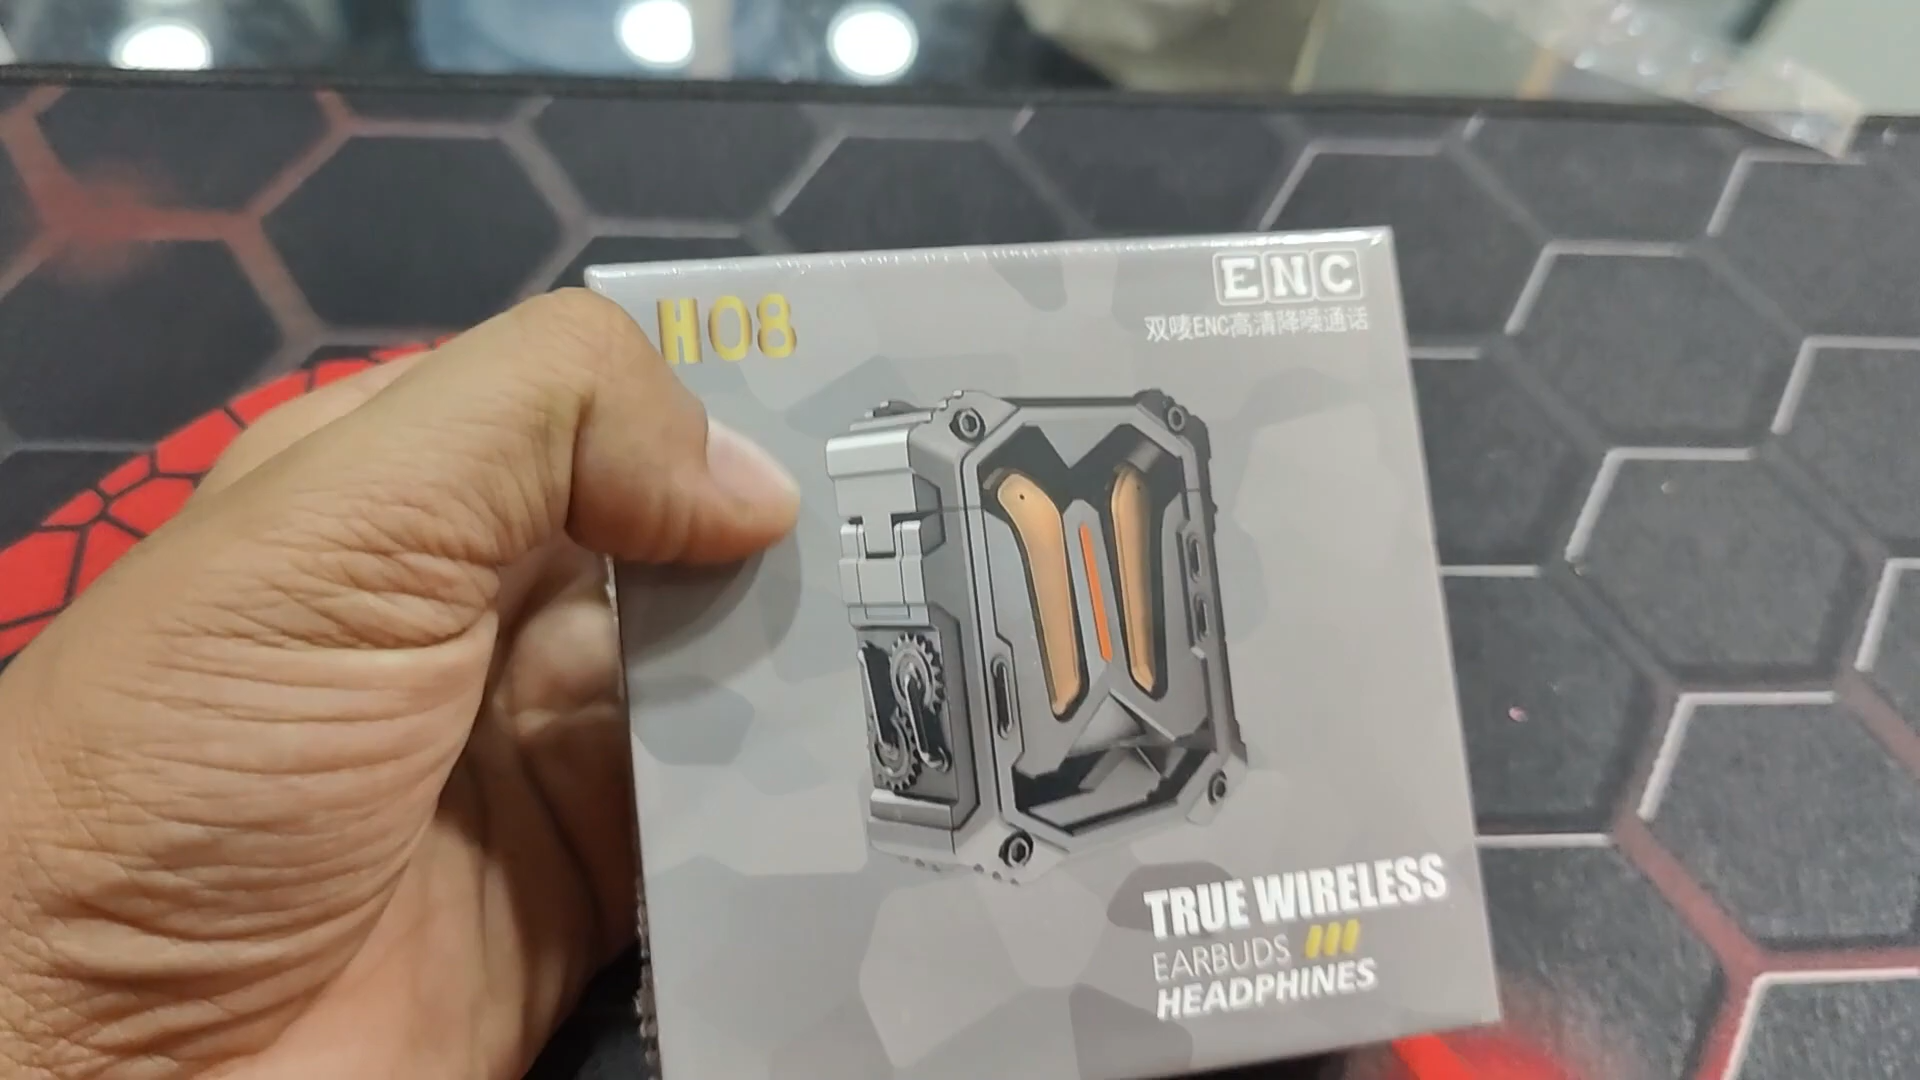 H08
ENC
双唛ENC高清降噪通话
TRUE WIRELESS
EARBUDS
HEADPHINES